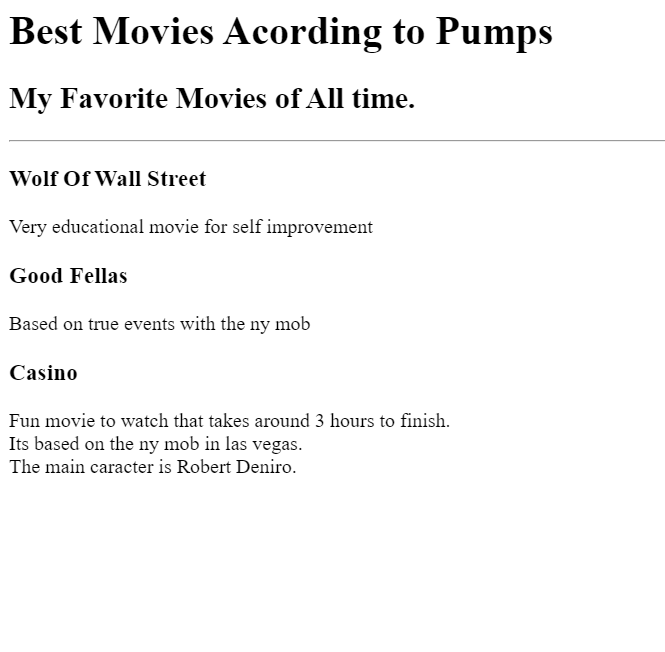 Best Movies Acording to Pumps
My Favorite Movies of All time.
Wolf Of Wall Street
Very educational movie for self improvement
Good Fellas
Based on true events with the ny mob
Casino
Fun movie to watch that takes around 3 hours to finish.
Its based on the ny mob in las vegas.
The main caracter is Robert Deniro.